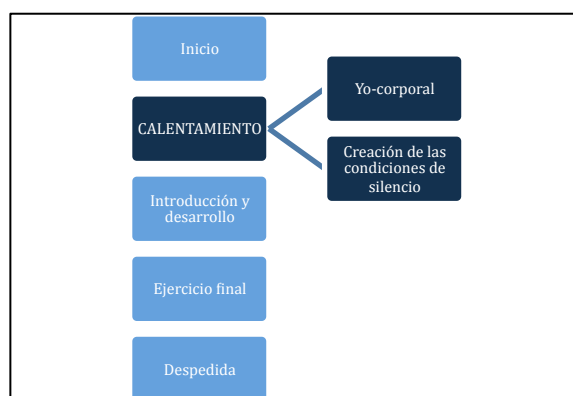 Inicio
CALENTAMIENTO
Yo-corporal
Creación de las
condiciones de
silencio
Introducción y
desarrollo
Ejercicio final
Despedida